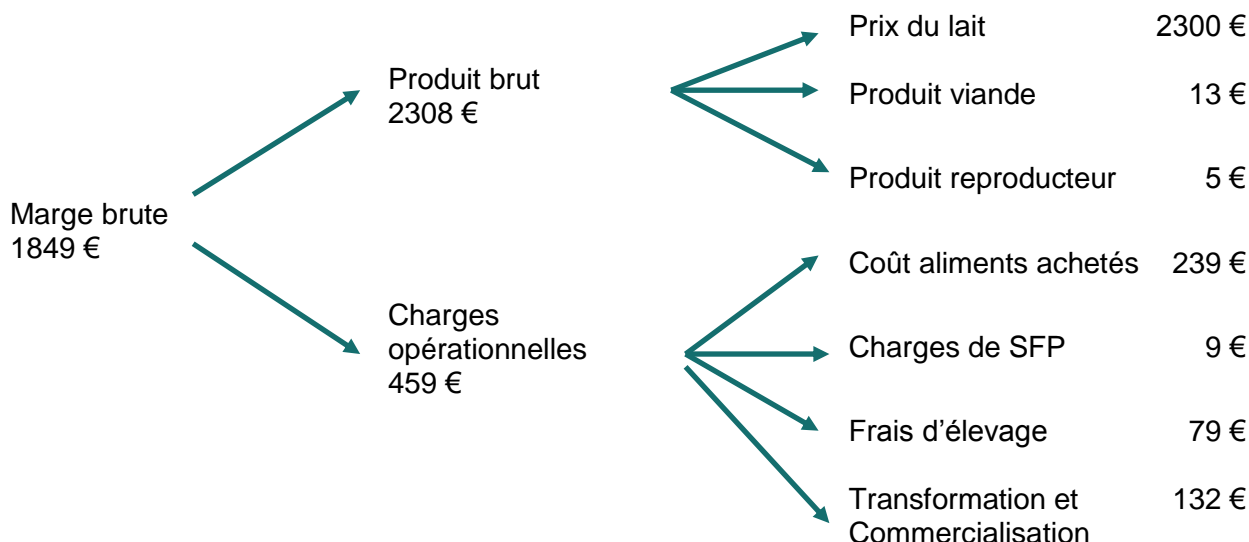 Prix du lait 2300 €
Produit brut
2308 €
Produit viande 13 €
Produit reproducteur 5 €
Marge brute
1849 €
Coût aliments achetés 239 €
Charges
opérationnelles
459 €
Charges de SFP 9 €
Frais d’élevage 79 €
Transformation et 132 €
Commercialisation